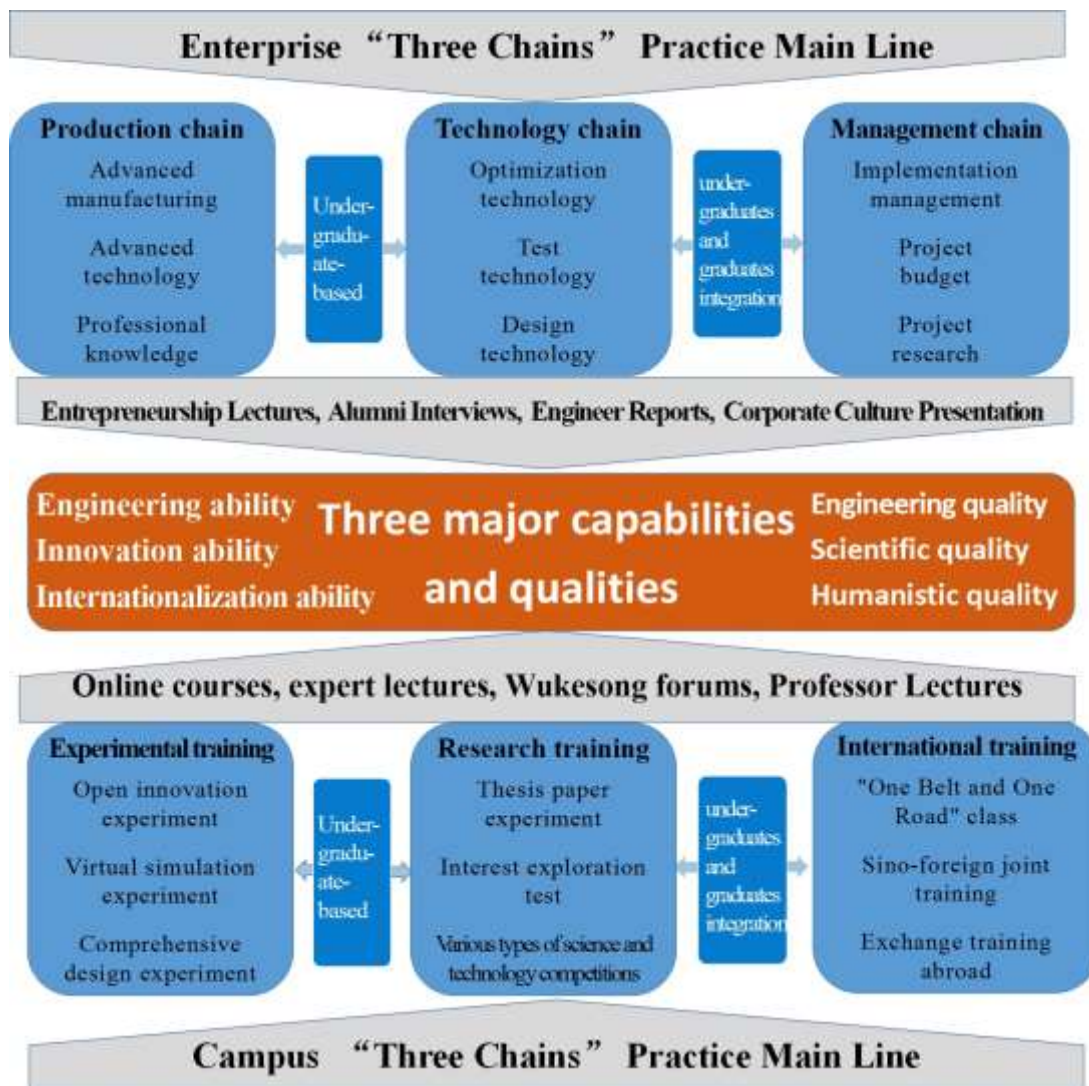 Enterprise “Three Chains” Practice Main Line
Production chain
Advanced
manufacturing
Advanced
technology
Professional
knowledge
Under-
gradu-
ate-
based
Technology chain
Optimization
technology
Test
technology
Design
technology
under-
graduates
and
graduates
integration
Management chain
Implementation
management
Project
budget
Project
research
Entrepreneurship Lectures, Alumni Interviews, Engineer Reports, Corporate Culture Presentation
Engineering ability
Innovation ability
Internationalization ability
Three major capabilities
and qualities
Engineering quality
Scientific quality
Humanistic quality
Online courses, expert lectures, Wukesong forums, Professor Lectures
Experimental training
Open innovation
experiment
Virtual simulation
experiment
Comprehensive
design experiment
Under-
gradu-
ate-
based
Research training
Thesis paper
experiment
Interest exploration
test
Various types of science and
technology competitions
under-
graduates
and
graduates
integration
International training
"One Belt and One
Road" class
Sino-foreign joint
training
Exchange training
abroad
Campus “Three Chains” Practice Main Line